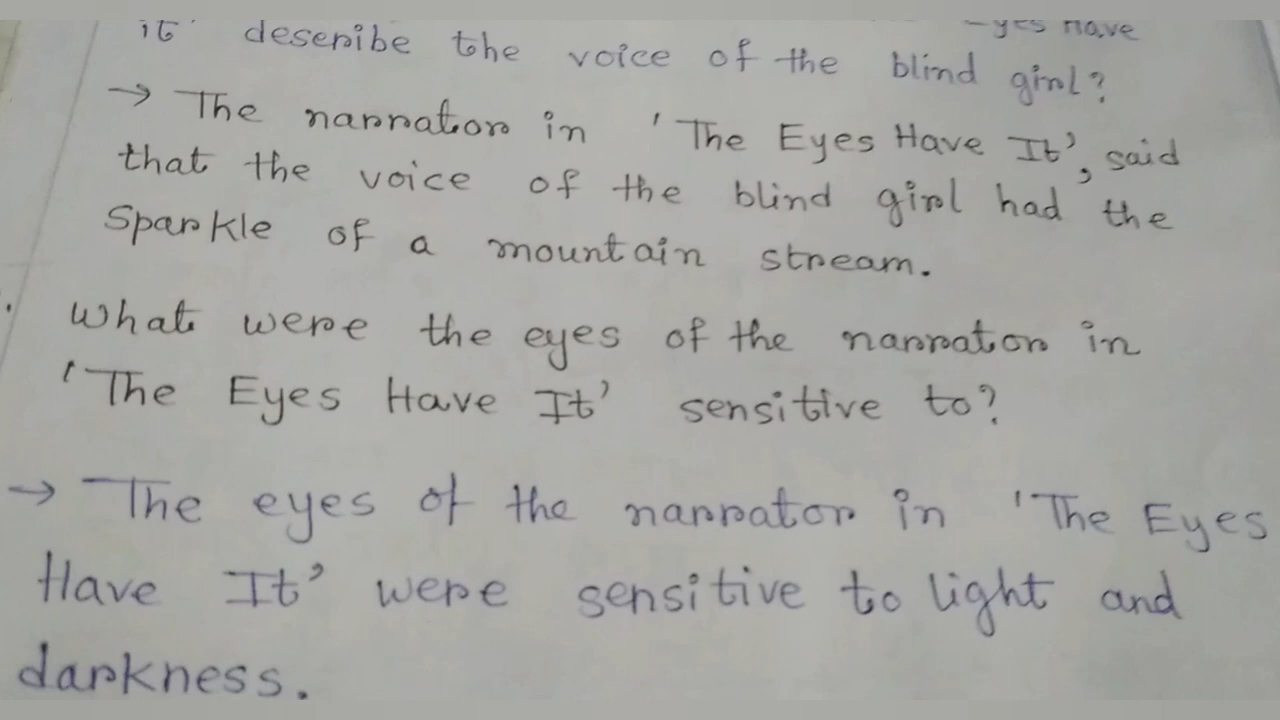 Eyes Have
it' describe the voice of the blind girl?
→ The narrator in 'The Eyes Have It', said
that the voice of the blind girl had the
Sparkle of a mountain stream.
What were the eyes of the narrator in
'The Eyes Have It' sensitive to?
→ The eyes of the narrator in 'The Eyes
Have It' were sensitive to light and
darkness.